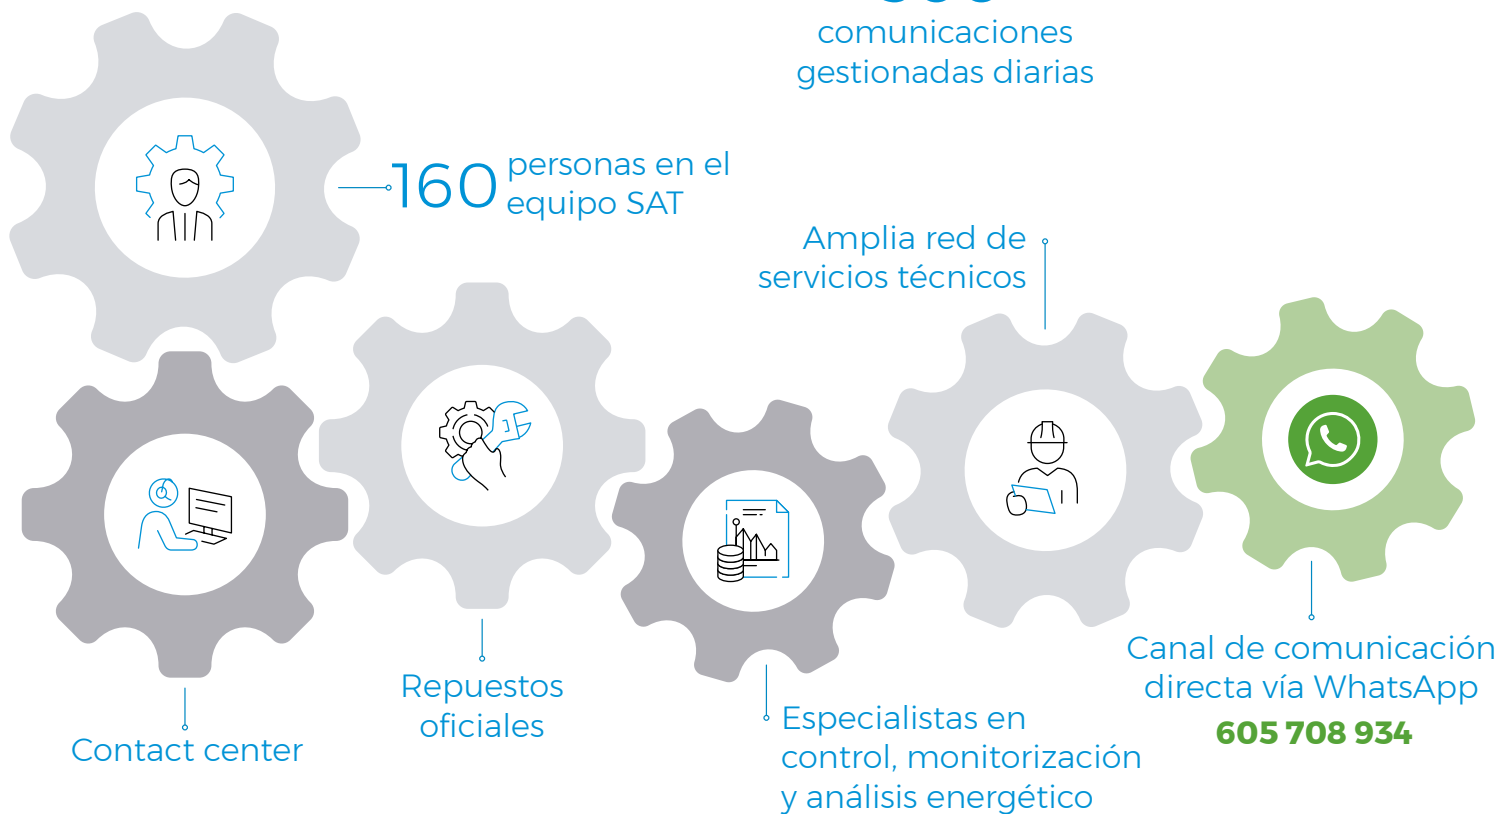 comunicaciones
gestionadas diarias
160 personas en el
equipo SAT
Amplia red de
servicios técnicos
Repuestos
oficiales
Contact center
Especialistas en
control, monitorización
y análisis energético
Canal de comunicación
directa vía WhatsApp
605 708 934